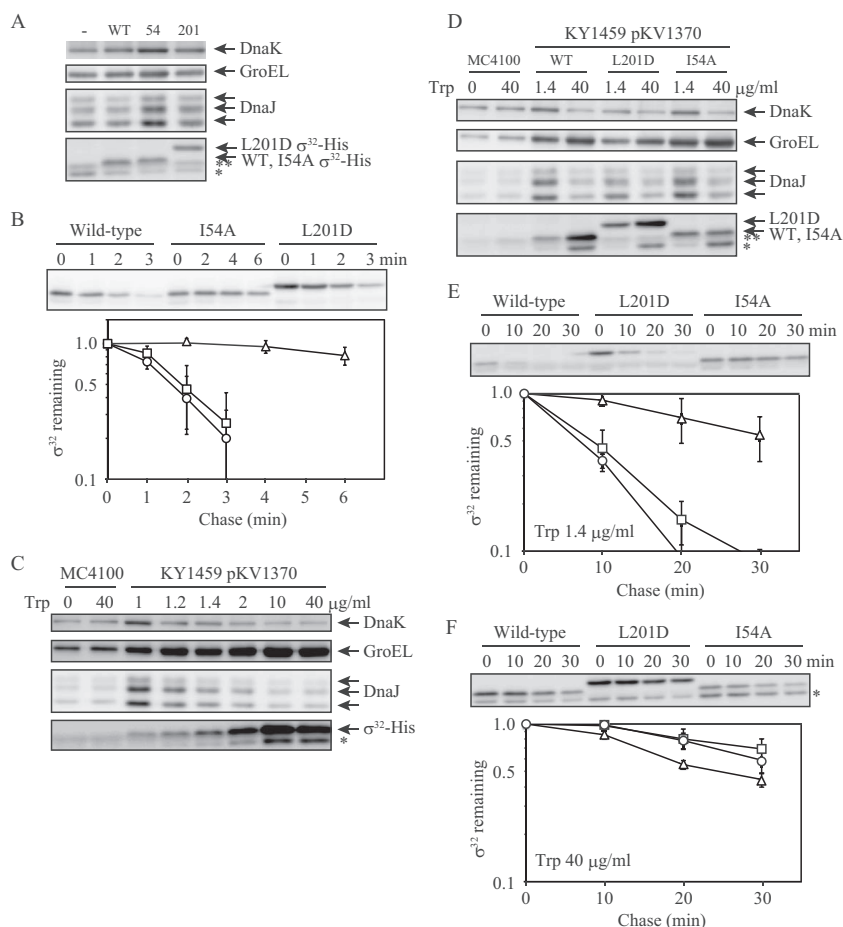 A
- WT 54 201
DnaK
GroEL
DnaJ
L201D σ32-His
** WT, I54A σ32-His
*
B
Wild-type I54A L201D
0 1 2 3 0 2 4 6 0 1 2 3 min
1.0
0.5
0.1
σ32 remaining
0 1 2 3 4 5 6
Chase (min)
C
MC4100 KY1459 pKV1370
Trp 0 40 1 1.2 1.4 2 10 40 μg/ml
DnaK
GroEL
DnaJ
σ32-His
*
D
KY1459 pKV1370
MC4100 WT L201D I54A
Trp 0 40 1.4 40 1.4 40 1.4 40 μg/ml
DnaK
GroEL
DnaJ
L201D
** WT, I54A
*
E
Wild-type L201D I54A
0 10 20 30 0 10 20 30 0 10 20 30 min
1.0
0.5
0.1
σ32 remaining
Trp 1.4 μg/ml
0 10 20 30
Chase (min)
F
Wild-type L201D I54A
0 10 20 30 0 10 20 30 0 10 20 30 min
*
1.0
0.5
0.1
σ32 remaining
Trp 40 μg/ml
0 10 20 30
Chase (min)